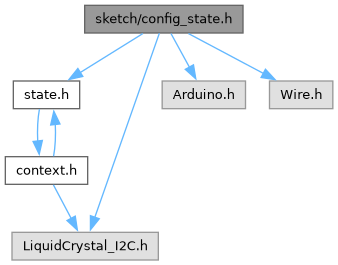 sketch/config_state.h
state.h
Arduino.h
Wire.h
context.h
LiquidCrystal_I2C.h